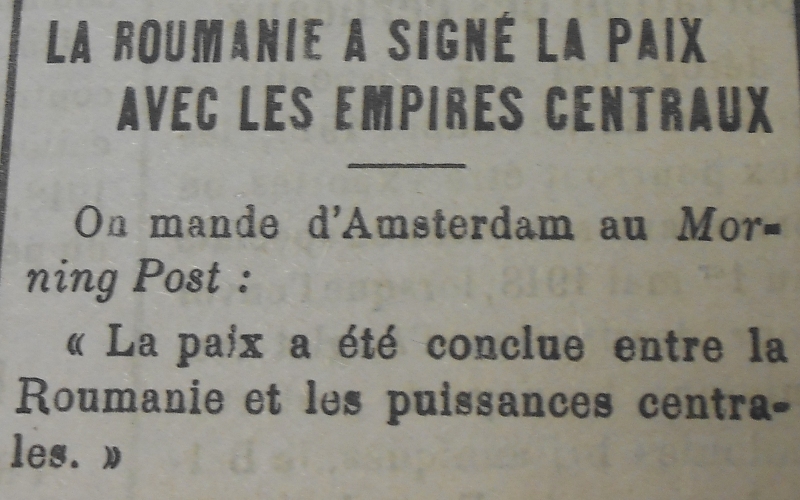 LA ROUMANIE A SIGNÉ LA PAIX
AVEC LES EMPIRES CENTRAUX
On mande d'Amsterdam au Mor-
ning Post :
« La paix a été conclue entre la
Roumanie et les puissances centra-
les. »